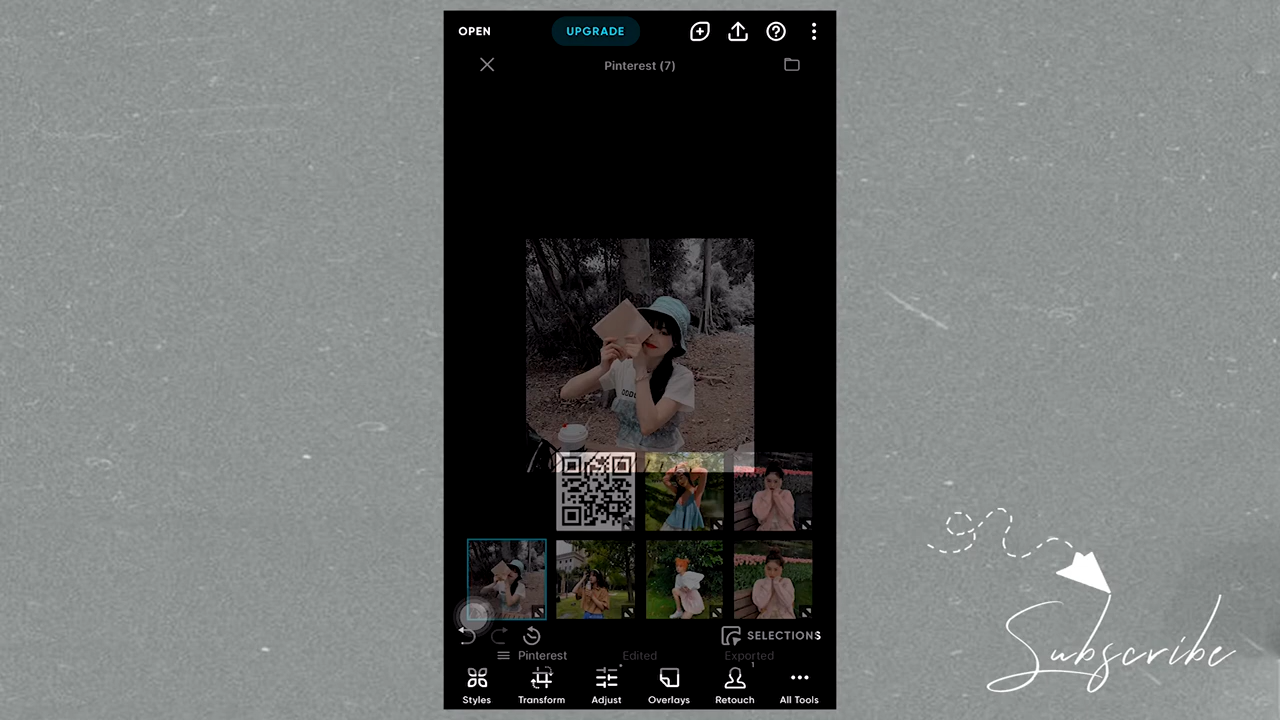 OPEN
UPGRADE
Pinterest (7)
SELECTIONS
Pinterest
Edited
Exported
Styles
Transform
Adjust
Overlays
Retouch
All Tools
Subscribe